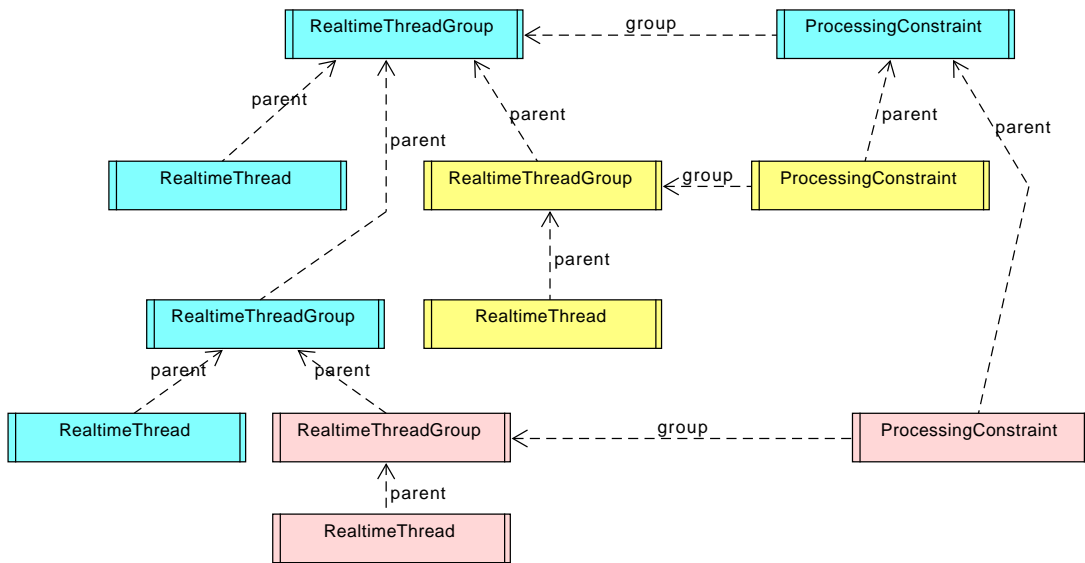 RealtimeThreadGroup
group
ProcessingConstraint
parent
parent
parent
parent
parent
RealtimeThread
RealtimeThreadGroup
group
ProcessingConstraint
parent
RealtimeThreadGroup
RealtimeThread
parent
parent
RealtimeThread
RealtimeThreadGroup
group
ProcessingConstraint
parent
RealtimeThread